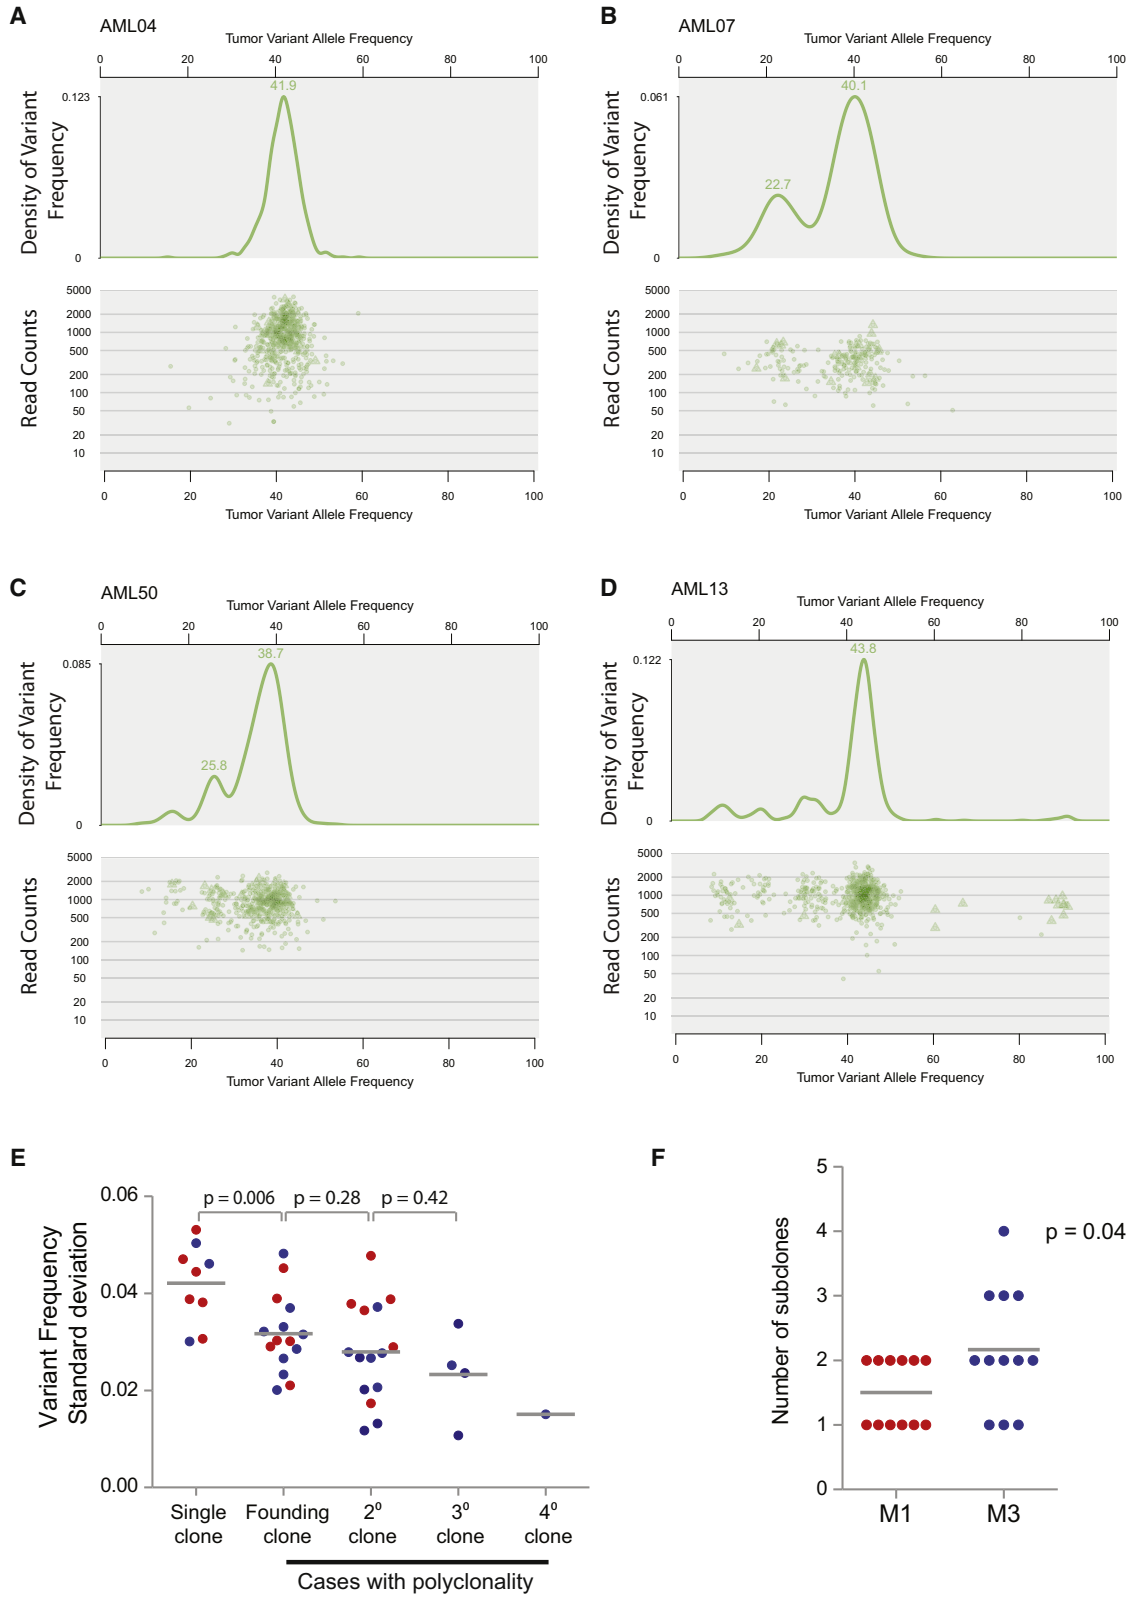 A
AML04
Tumor Variant Allele Frequency
0 20 40 60 80 100
41.9
0.123
Density of Variant
Frequency
0
5000
2000
1000
500
200
100
50
20
10
Read Counts
0 20 40 60 80 100
Tumor Variant Allele Frequency
B
AML07
Tumor Variant Allele Frequency
0 20 40 60 80 100
40.1
0.061
22.7
Density of Variant
Frequency
0
5000
2000
1000
500
200
100
50
20
10
Read Counts
0 20 40 60 80 100
Tumor Variant Allele Frequency
C
AML50
Tumor Variant Allele Frequency
0 20 40 60 80 100
38.7
0.085
25.8
Density of Variant
Frequency
0
5000
2000
1000
500
200
100
50
20
10
Read Counts
0 20 40 60 80 100
Tumor Variant Allele Frequency
D
AML13
Tumor Variant Allele Frequency
0 20 40 60 80 100
43.8
0.122
Density of Variant
Frequency
0
5000
2000
1000
500
200
100
50
20
10
Read Counts
0 20 40 60 80 100
Tumor Variant Allele Frequency
E
0.06
0.04
0.02
0.00
Variant Frequency
Standard deviation
p = 0.006 p = 0.28 p = 0.42
Single Founding 2º 3º 4º
clone clone clone clone clone
Cases with polyclonality
F
5
4
3
2
1
0
Number of subdones
p = 0.04
M1 M3